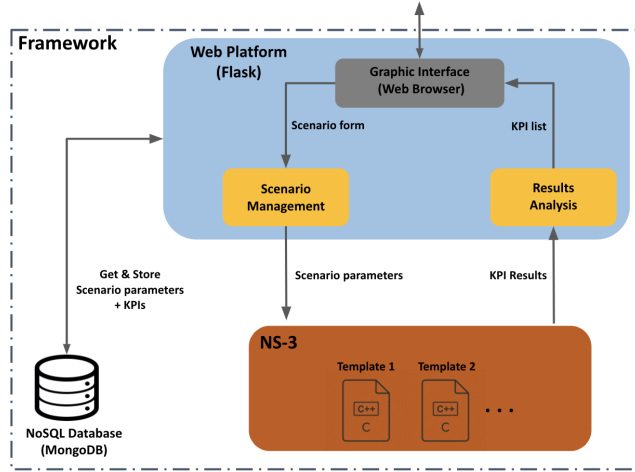 Framework
Web Platform
(Flask)
Graphic Interface
(Web Browser)
Scenario form
KPI list
Scenario
Management
Results
Analysis
Get & Store
Scenario parameters
+ KPIs
Scenario parameters
KPI Results
NS-3
Template 1
Template 2
C++
C
C++
C
...
NoSQL Database
(MongoDB)